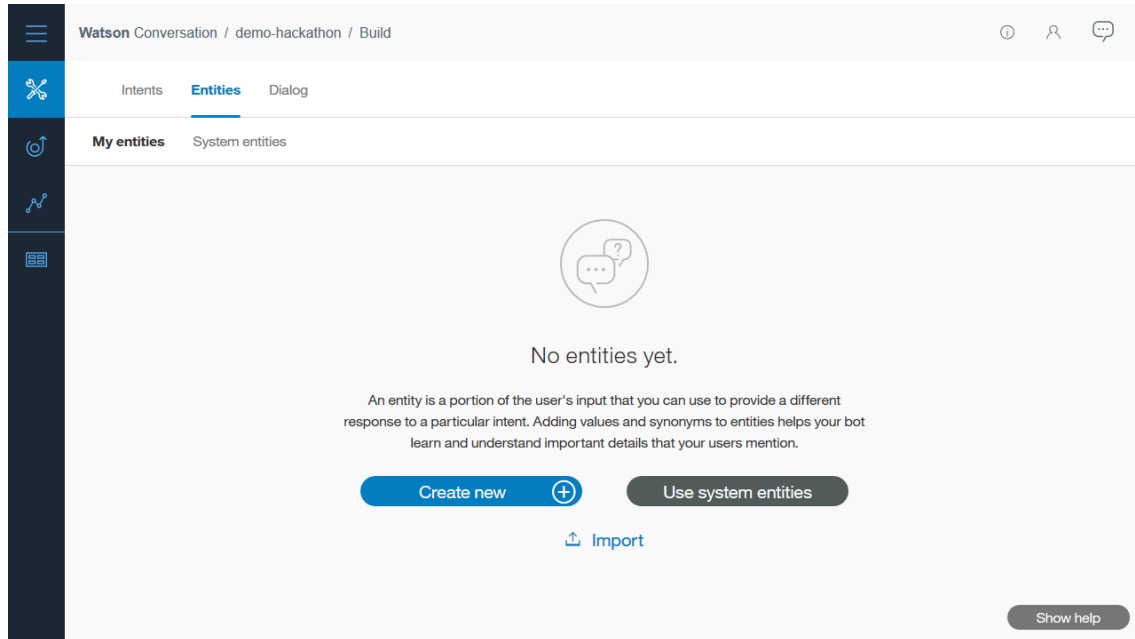 Watson Conversation / demo-hackathon / Build
Intents Entities Dialog
My entities System entities
?
No entities yet.
An entity is a portion of the user's input that you can use to provide a different
response to a particular intent. Adding values and synonyms to entities helps your bot
learn and understand important details that your users mention.
Create new Use system entities
Import
Show help